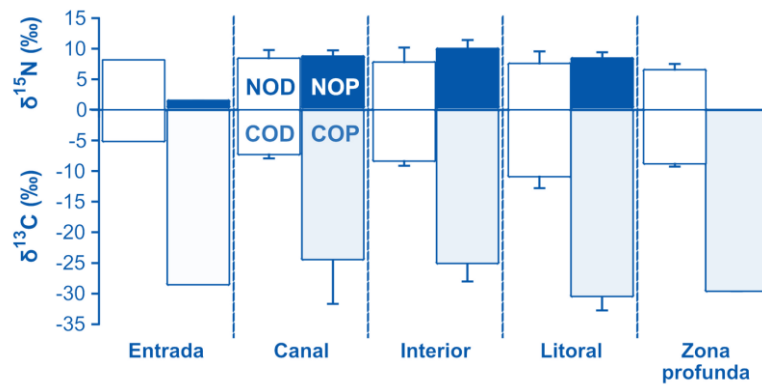 15
10
5
0
-5
-10
-15
-20
-25
-30
-35
δ15N (‰)
δ13C (‰)
NOD NOP
COD COP
Entrada Canal Interior Litoral Zona
profunda